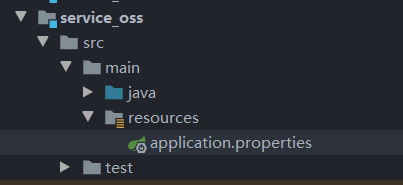 service_oss
src
main
java
resources
application.properties
test